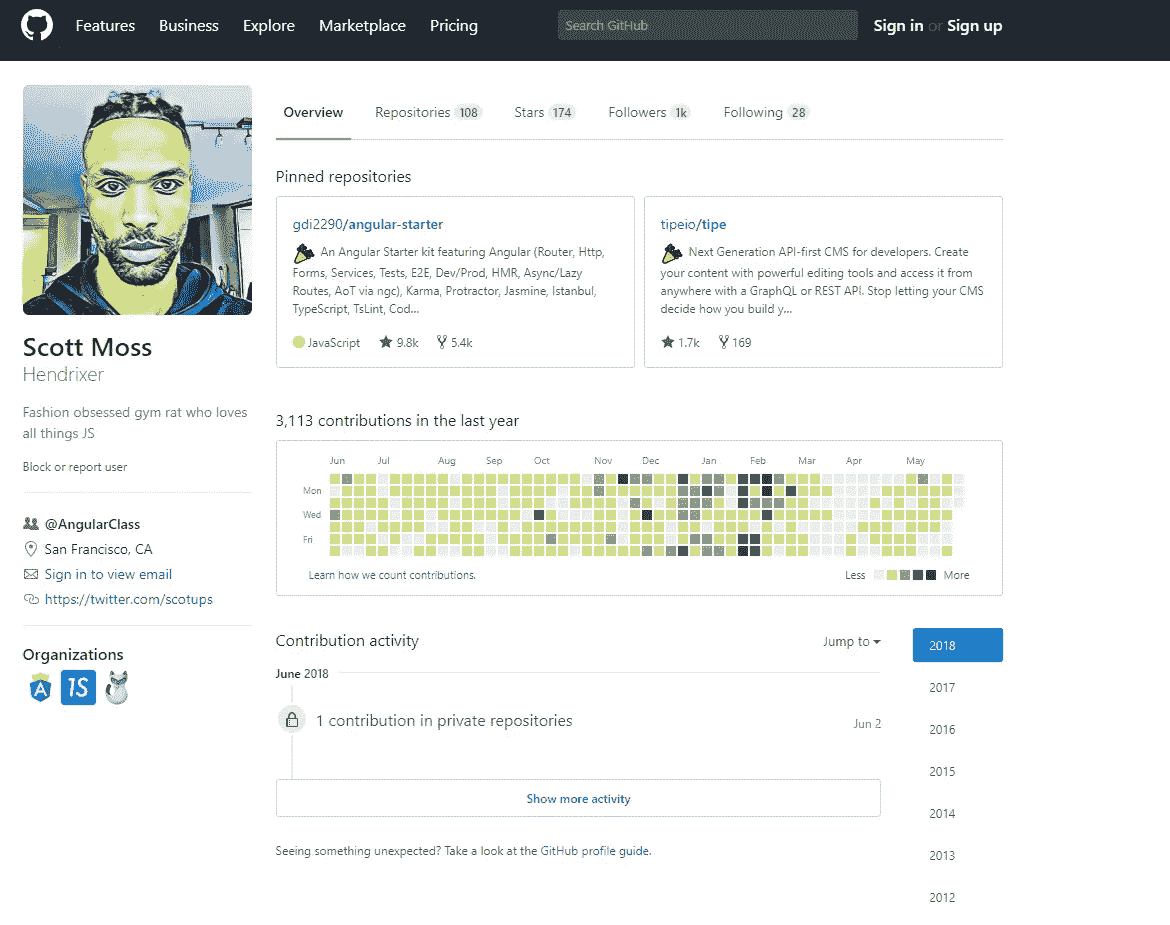 Features Business Explore Marketplace Pricing Search GitHub Sign in or Sign up
Overview Repositories 108 Stars 174 Followers 1k Following 28
Scott Moss
Hendrixer
Fashion obsessed gym rat who loves
all things JS
Block or report user
@AngularClass
San Francisco, CA
Sign in to view email
https://twitter.com/scotups
Organizations
A
TS
Pinned repositories
gdi2290/angular-starter
An Angular Starter kit featuring Angular (Router, Http,
Forms, Services, Tests, E2E, Dev/Prod, HMR, Async/Lazy
Routes, AoT via ngc), Karma, Protractor, Jasmine, Istanbul,
TypeScript, TsLint, Cod...
JavaScript 9.8k 5.4k
tipeio/tipe
Next Generation API-first CMS for developers. Create
your content with powerful editing tools and access it from
anywhere with a GraphQL or REST API. Stop letting your CMS
decide how you build y...
1.7k 169
3,113 contributions in the last year
Jun Jul Aug Sep Oct Nov Dec Jan Feb Mar Apr May
Mon
Wed
Fri
Learn how we count contributions. Less More
Contribution activity Jump to
June 2018
1 contribution in private repositories Jun 2
Show more activity
Seeing something unexpected? Take a look at the GitHub profile guide.
2018
2017
2016
2015
2014
2013
2012